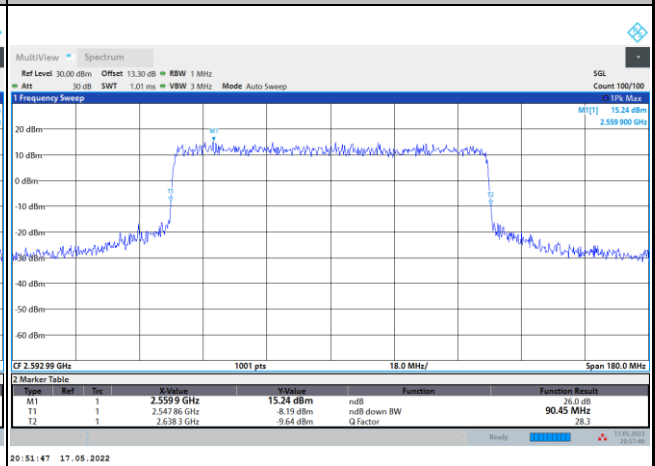 MultiView Spectrum
Ref Level 30.00 dBm Offset 13.30 dB RBW 1 MHz SGL
Att 30 dB SWT 1.01 ms VBW 3 MHz Mode Auto Sweep Count 100/100
1 Frequency Sweep 1Pk Max
M1[1] 15.24 dBm
2.559 900 GHz
20 dBm
M1
10 dBm
0 dBm
T1
T2
-10 dBm
-20 dBm
-30 dBm
-40 dBm
-50 dBm
-60 dBm
CF 2.592 99 GHz 1001 pts 18.0 MHz/ Span 180.0 MHz
2 Marker Table
Type Ref Trc X-Value Y-Value Function Function Result
M1 1 2.559 9 GHz 15.24 dBm ndB 26.0 dB
T1 1 2.547 86 GHz -8.19 dBm ndB down BW 90.45 MHz
T2 1 2.638 3 GHz -9.64 dBm Q Factor 28.3
Ready 17.05.2022
20:51:46
20:51:47 17.05.2022